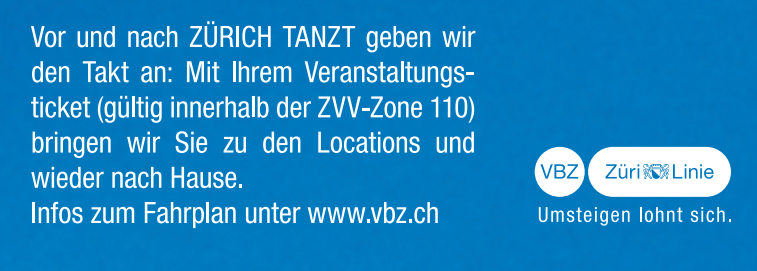 Vor und nach ZÜRICH TANZT geben wir
den Takt an: Mit Ihrem Veranstaltungs-
ticket (gültig innerhalb der ZVV-Zone 110)
bringen wir Sie zu den Locations und
wieder nach Hause.
Infos zum Fahrplan unter www.vbz.ch
VBZ Züri Linie
Umsteigen lohnt sich.